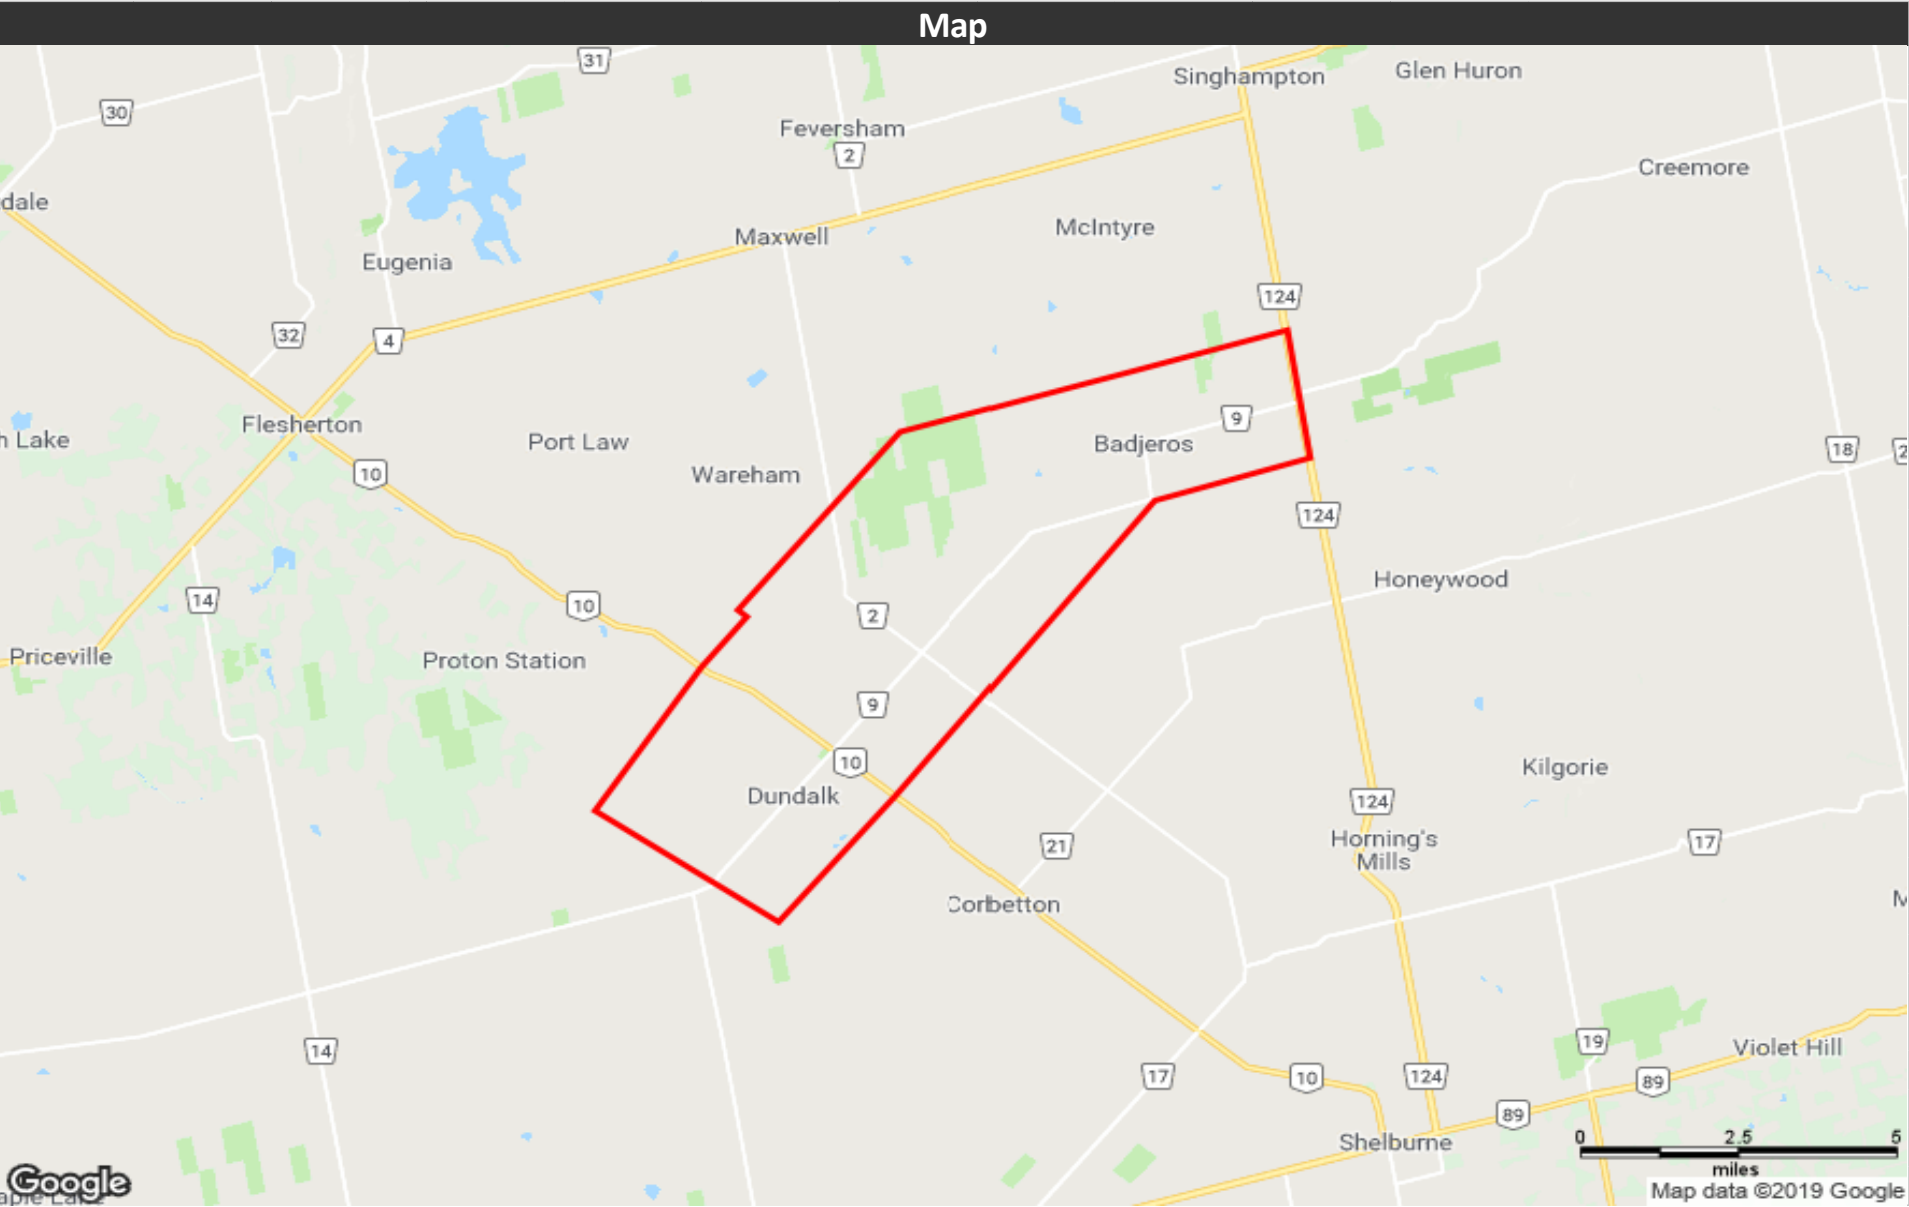 Map
31
Singhampton
Glen Huron
30
Feversham
2
Creemore
dale
McIntyre
Maxwell
Eugenia
124
32
4
9
Flesherton
h Lake
Port Law
Badjeros
18
2
10
Wareham
124
Honeywood
14
10
2
Priceville
Proton Station
9
10
Kilgorie
Dundalk
124
21
Horning's
Mills
17
Corbetton
M
14
19
Violet Hill
17
10
124
89
89
Shelburne
0 2.5 5
miles
Google
aple Lake
Map data ©2019 Google